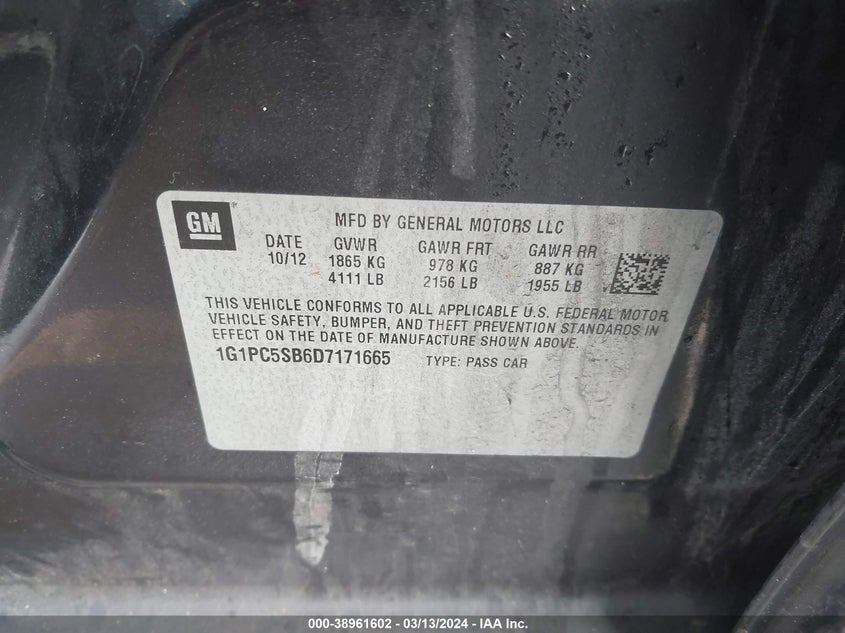 GM
MFD BY GENERAL MOTORS LLC
DATE GVWR GAWR FRT GAWR RR
10/12 1865 KG 978 KG 887 KG
4111 LB 2156 LB 1955 LB
THIS VEHICLE CONFORMS TO ALL APPLICABLE U.S. FEDERAL MOTOR
VEHICLE SAFETY, BUMPER, AND THEFT PREVENTION STANDARDS IN
EFFECT ON THE DATE OF MANUFACTURE SHOWN ABOVE.
1G1PC5SB6D7171665 TYPE: PASS CAR
000-38961602 — 03/13/2024 — IAA Inc.